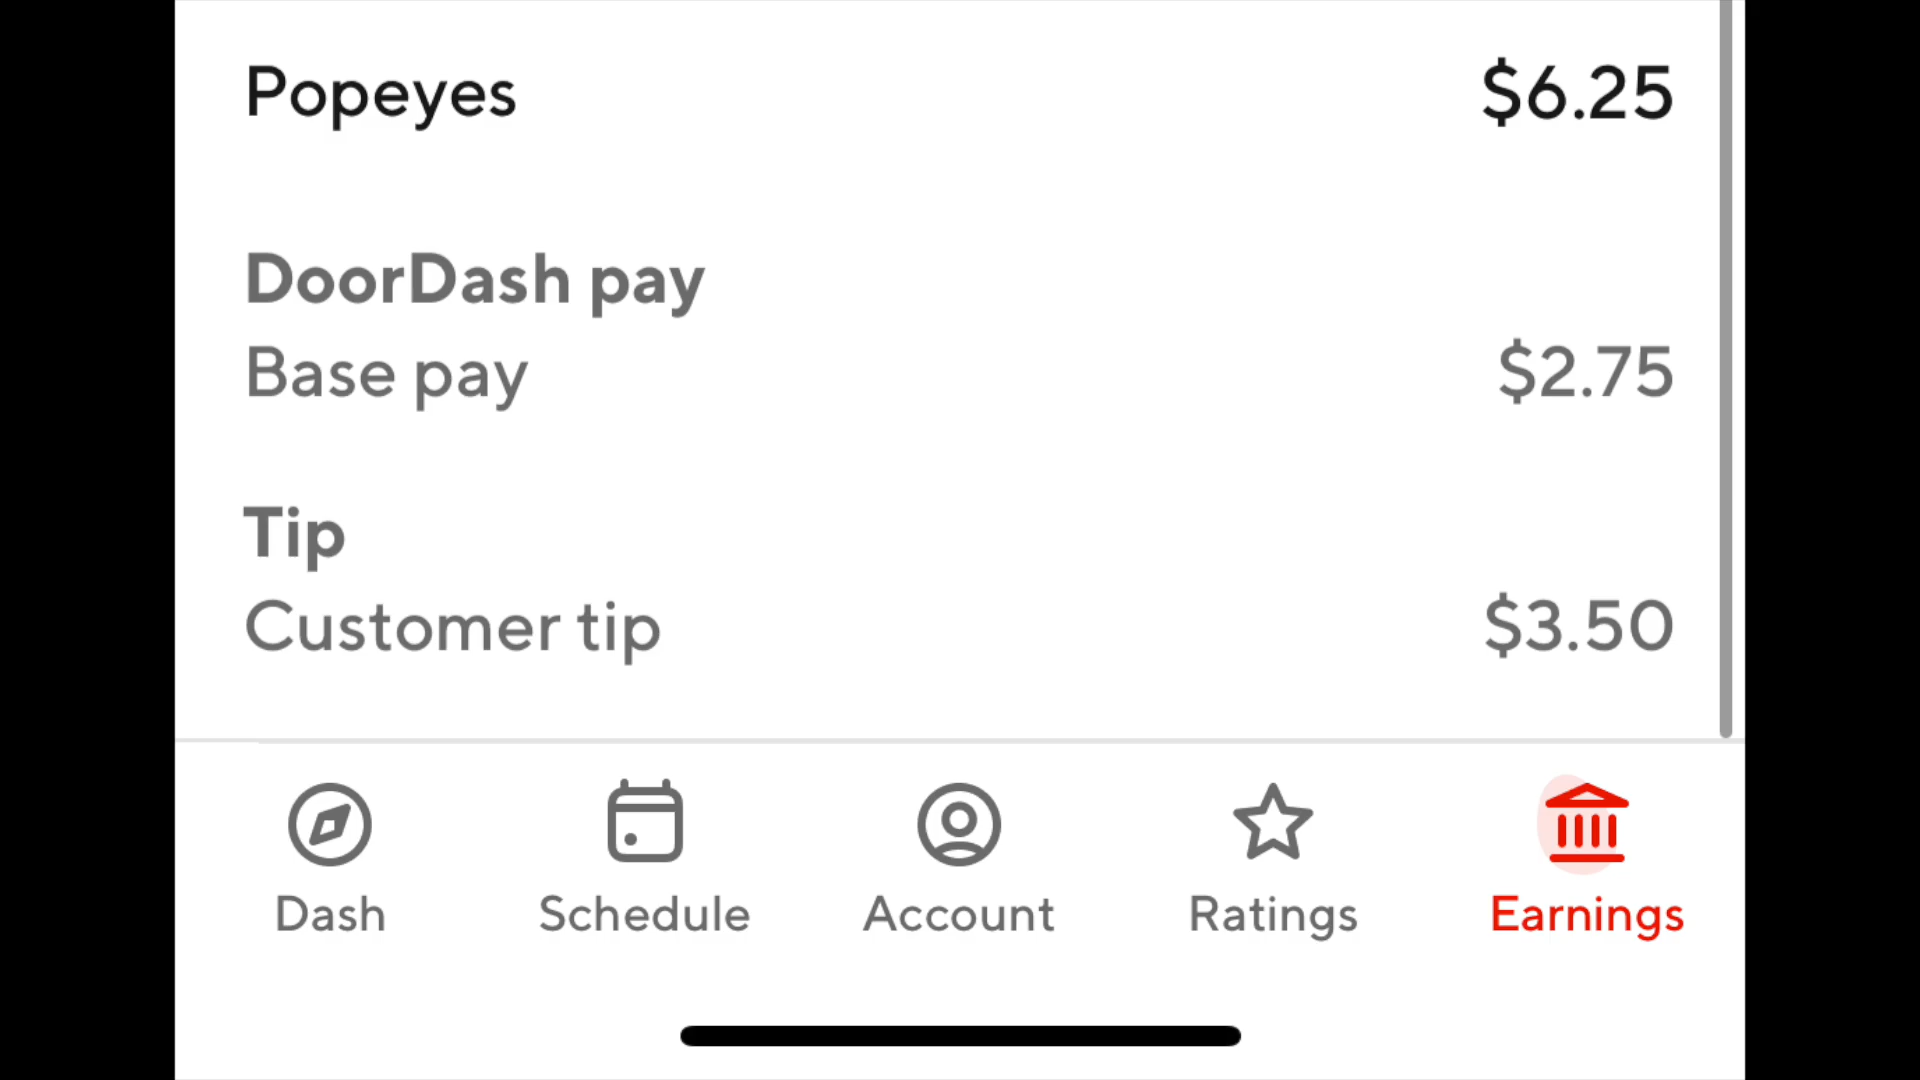 Popeyes $6.25
DoorDash pay
Base pay $2.75
Tip
Customer tip $3.50
Dash Schedule Account Ratings Earnings